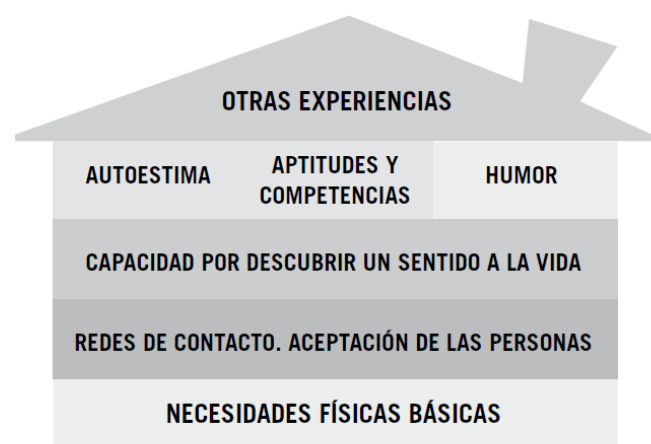 OTRAS EXPERIENCIAS
AUTOESTIMA
APTITUDES Y
COMPETENCIAS
HUMOR
CAPACIDAD POR DESCUBRIR UN SENTIDO A LA VIDA
REDES DE CONTACTO. ACEPTACIÓN DE LAS PERSONAS
NECESIDADES FÍSICAS BÁSICAS